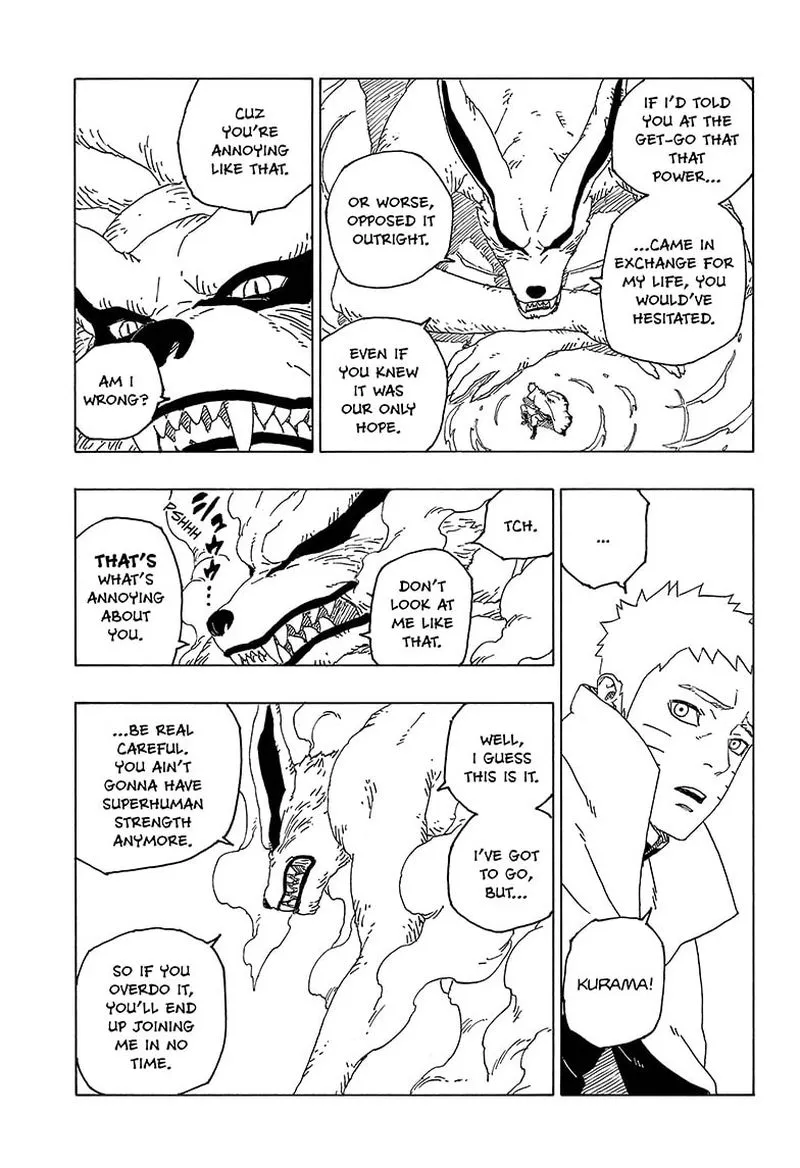 IF I'D TOLD
YOU AT THE
GET-GO THAT
THAT
POWER...
...CAME IN
EXCHANGE FOR
MY LIFE, YOU
WOULD'VE
HESITATED.
OR WORSE,
OPPOSED IT
OUTRIGHT.
EVEN IF
YOU KNEW
IT WAS
OUR ONLY
HOPE.
CUZ
YOU'RE
ANNOYING
LIKE THAT.
AM I
WRONG?
...
TCH.
DON'T
LOOK AT
ME LIKE
THAT.
PSHHH
THAT'S
WHAT'S
ANNOYING
ABOUT
YOU.
KURAMA!
WELL,
I GUESS
THIS IS IT.
I'VE GOT
TO GO,
BUT...
...BE REAL
CAREFUL.
YOU AIN'T
GONNA HAVE
SUPERHUMAN
STRENGTH
ANYMORE.
SO IF YOU
OVERDO IT,
YOU'LL END
UP JOINING
ME IN NO
TIME.